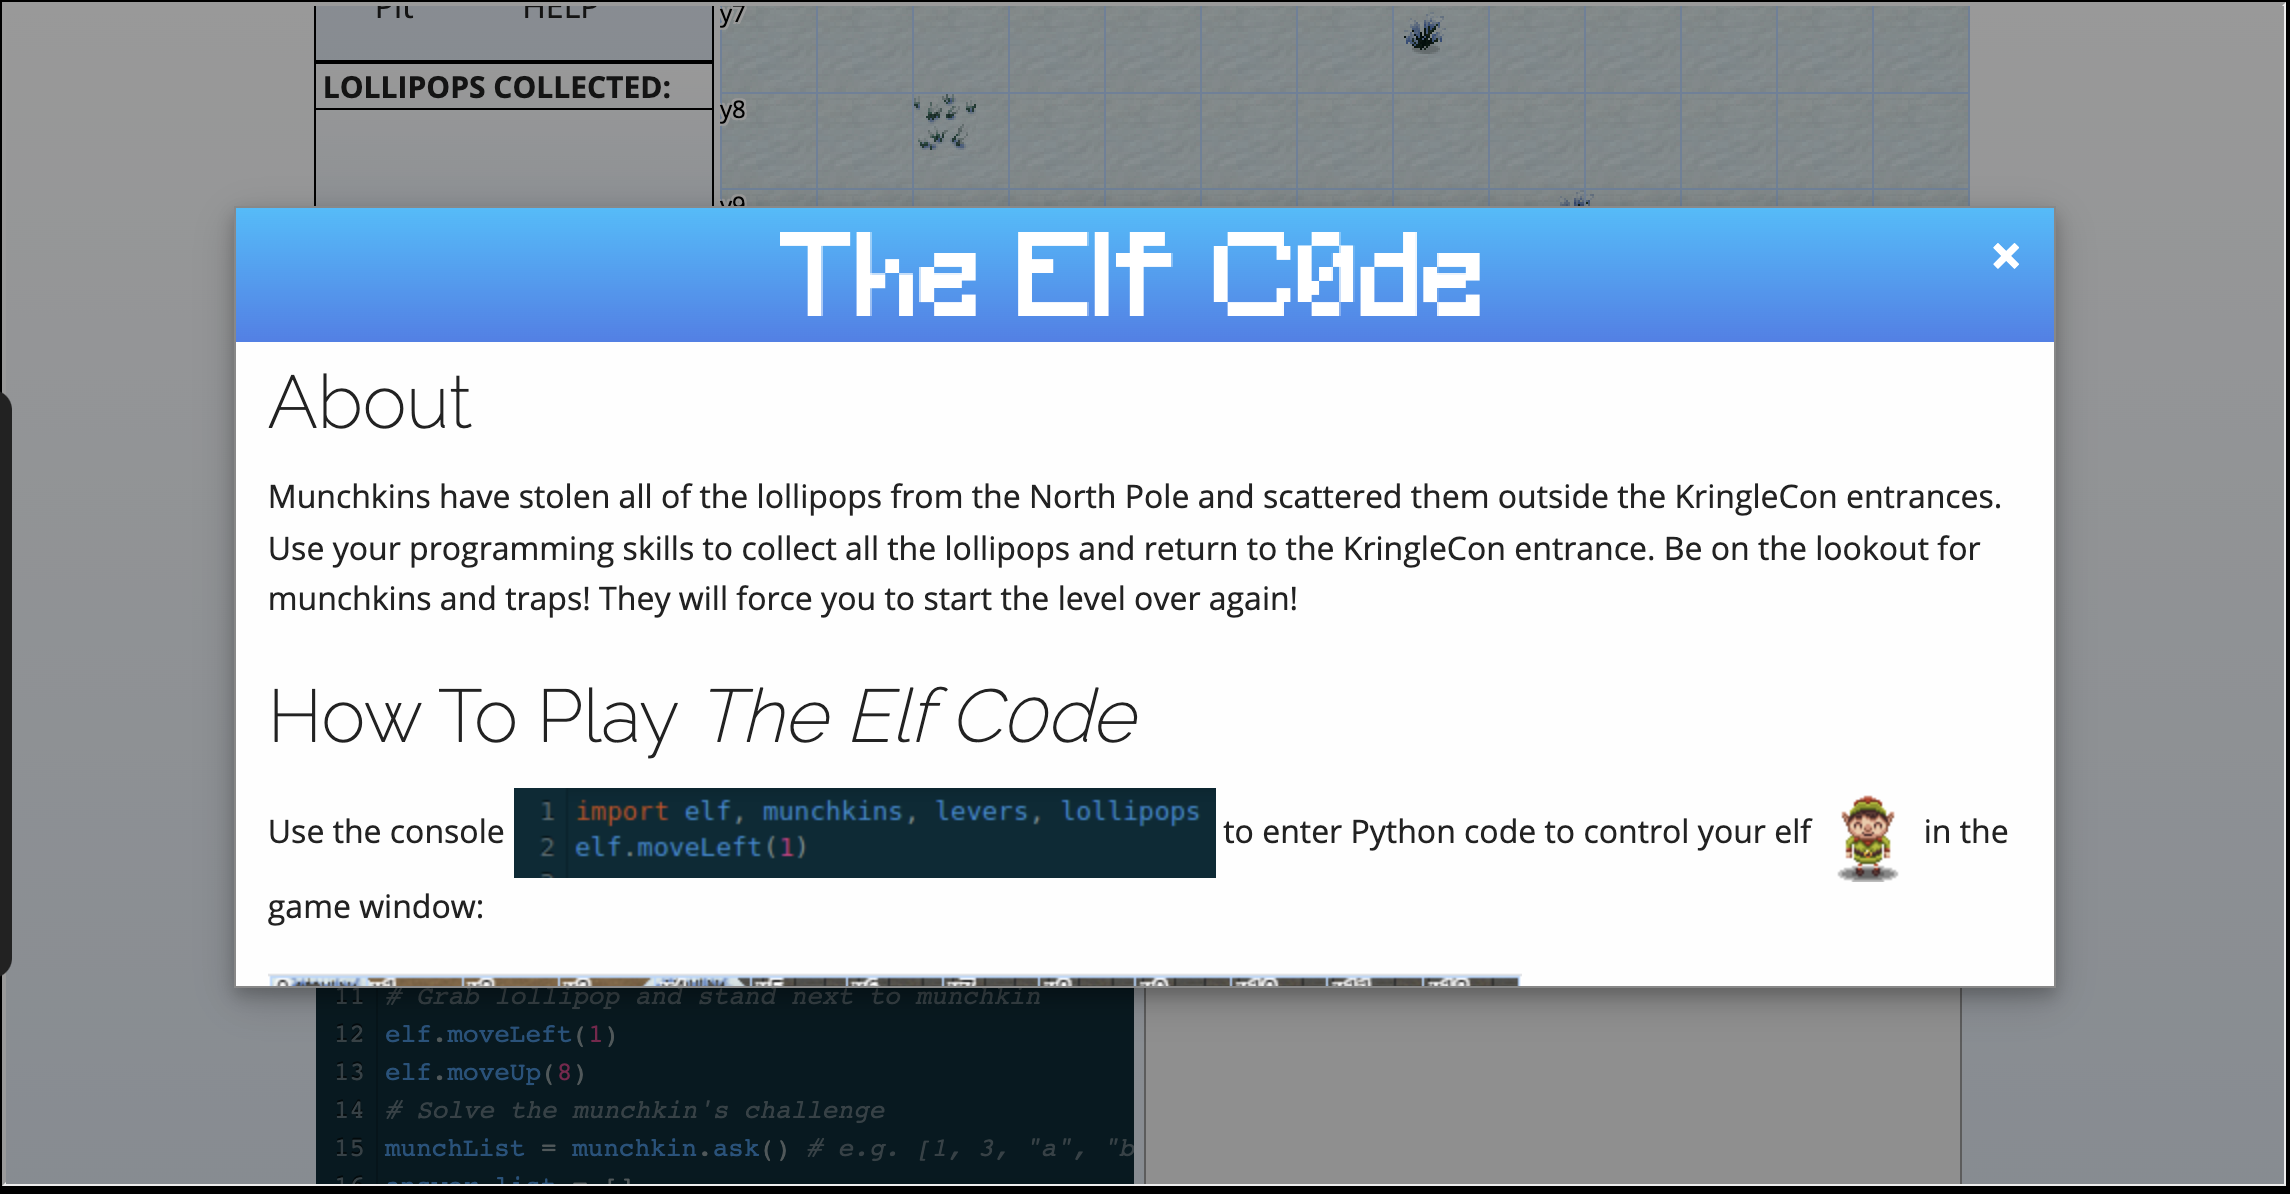 Pit HELP
LOLLIPOPS COLLECTED:
y7
y8
y9
The Elf C0de
×
About
Munchkins have stolen all of the lollipops from the North Pole and scattered them outside the KringleCon entrances.
Use your programming skills to collect all the lollipops and return to the KringleCon entrance. Be on the lookout for
munchkins and traps! They will force you to start the level over again!
How To Play The Elf C0de
Use the console
1 import elf, munchkins, levers, lollipops
2 elf.moveLeft(1)
to enter Python code to control your elf in the
game window:
11 # Grab lollipop and stand next to munchkin
12 elf.moveLeft(1)
13 elf.moveUp(8)
14 # Solve the munchkin's challenge
15 munchList = munchkin.ask() # e.g. [1, 3, "a", "b